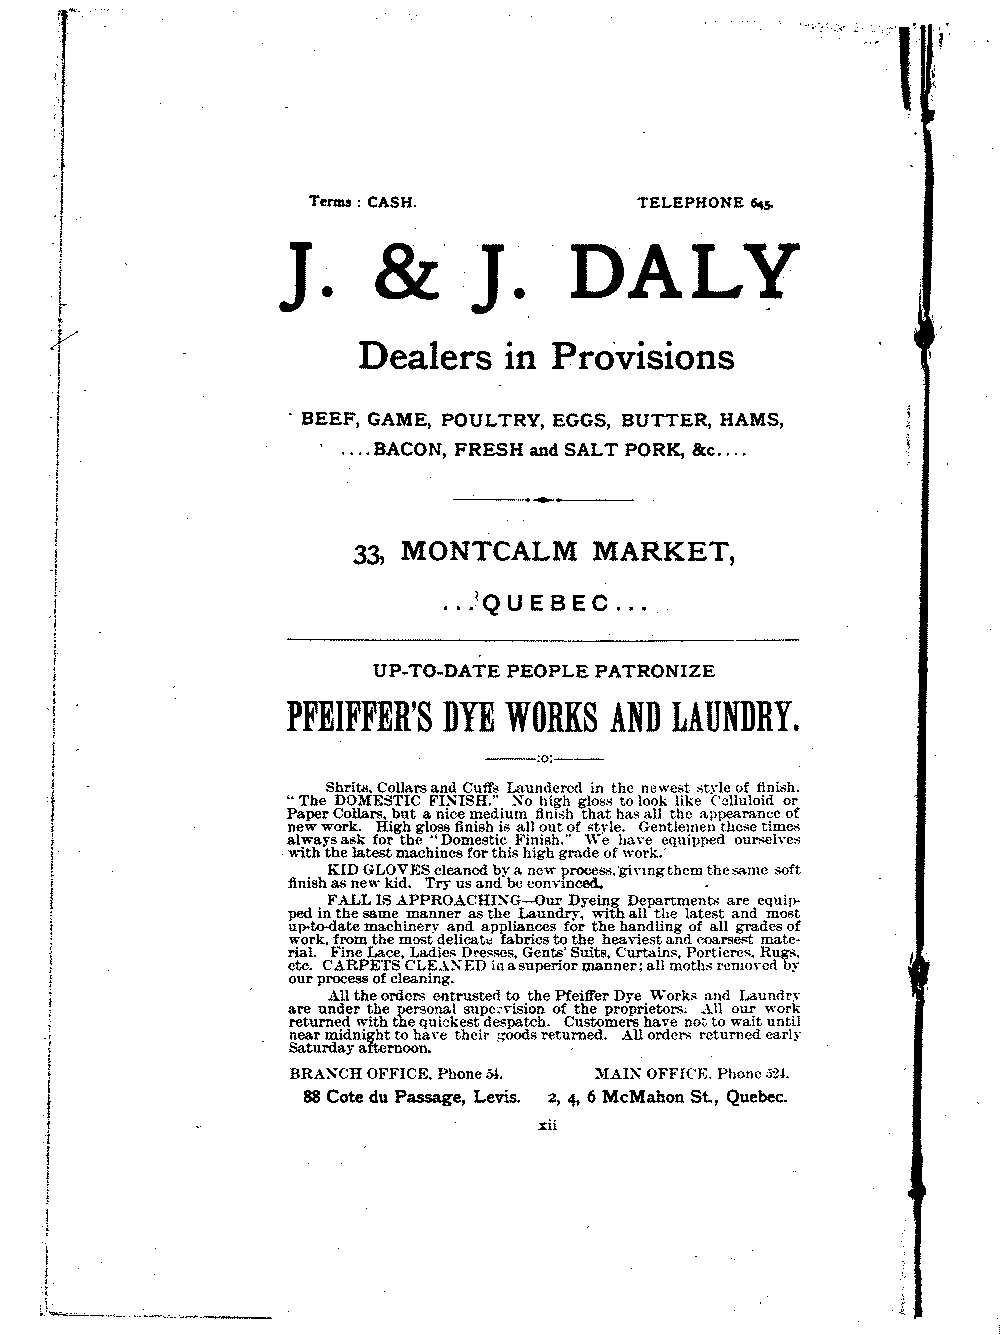 Terms : CASH. TELEPHONE 645.
J. & J. DALY
Dealers in Provisions
BEEF, GAME, POULTRY, EGGS, BUTTER, HAMS,
....BACON, FRESH and SALT PORK, &c....
33, MONTCALM MARKET,
...QUEBEC...
UP-TO-DATE PEOPLE PATRONIZE
PFEIFFER'S DYE WORKS AND LAUNDRY.
:o:
Shrits, Collars and Cuffs Laundered in the newest style of finish.
"The DOMESTIC FINISH." No high gloss to look like Celluloid or
Paper Collars, but a nice medium finish that has all the appearance of
new work. High gloss finish is all out of style. Gentlemen these times
always ask for the "Domestic Finish." We have equipped ourselves
with the latest machines for this high grade of work.
KID GLOVES cleaned by a new process, giving them the same soft
finish as new kid. Try us and be convinced.
FALL IS APPROACHING—Our Dyeing Departments are equip-
ped in the same manner as the Laundry, with all the latest and most
up-to-date machinery and appliances for the handling of all grades of
work, from the most delicate fabrics to the heaviest and coarsest mate-
rial. Fine Lace, Ladies Dresses, Gents' Suits, Curtains, Portieres, Rugs,
etc. CARPETS CLEANED in a superior manner; all moths removed by
our process of cleaning.
All the orders entrusted to the Pfeiffer Dye Works and Laundry
are under the personal supervision of the proprietors. All our work
returned with the quickest despatch. Customers have not to wait until
near midnight to have their goods returned. All orders returned early
Saturday afternoon.
BRANCH OFFICE, Phone 54. MAIN OFFICE, Phone 524.
88 Cote du Passage, Levis. 2, 4, 6 McMahon St., Quebec.
xii